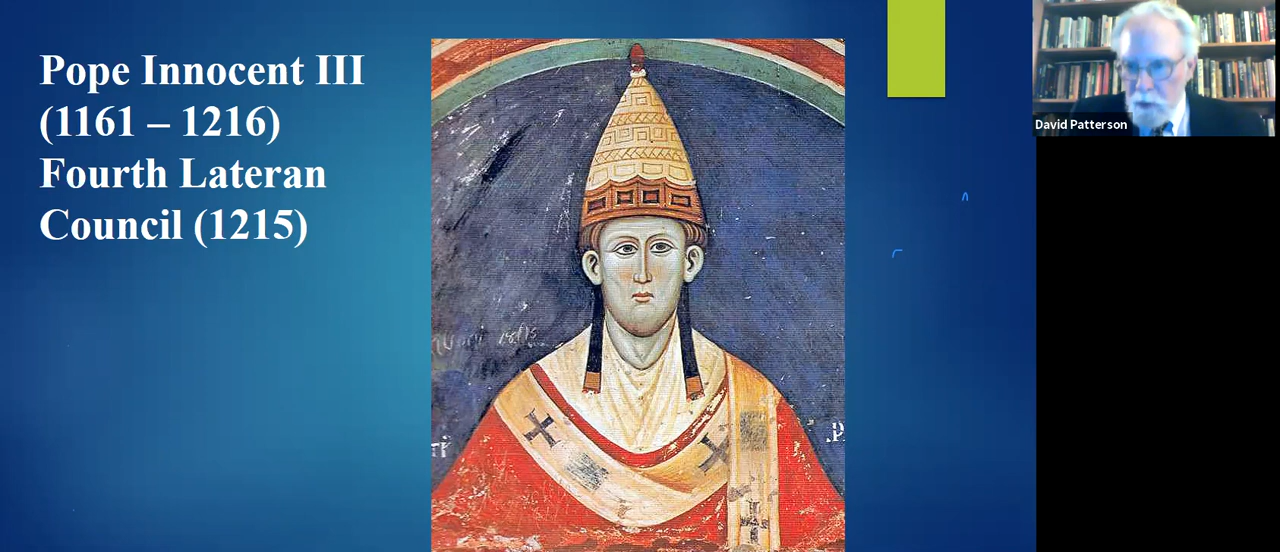 Pope Innocent III
(1161 – 1216)
Fourth Lateran
Council (1215)
David Patterson